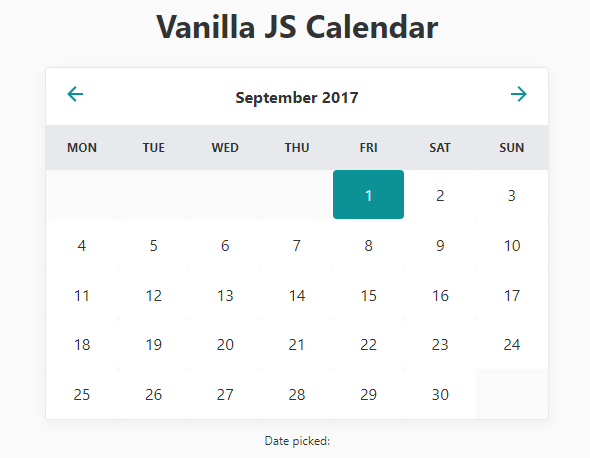 Vanilla JS Calendar
September 2017
MON TUE WED THU FRI SAT SUN
1 2 3
4 5 6 7 8 9 10
11 12 13 14 15 16 17
18 19 20 21 22 23 24
25 26 27 28 29 30
Date picked: